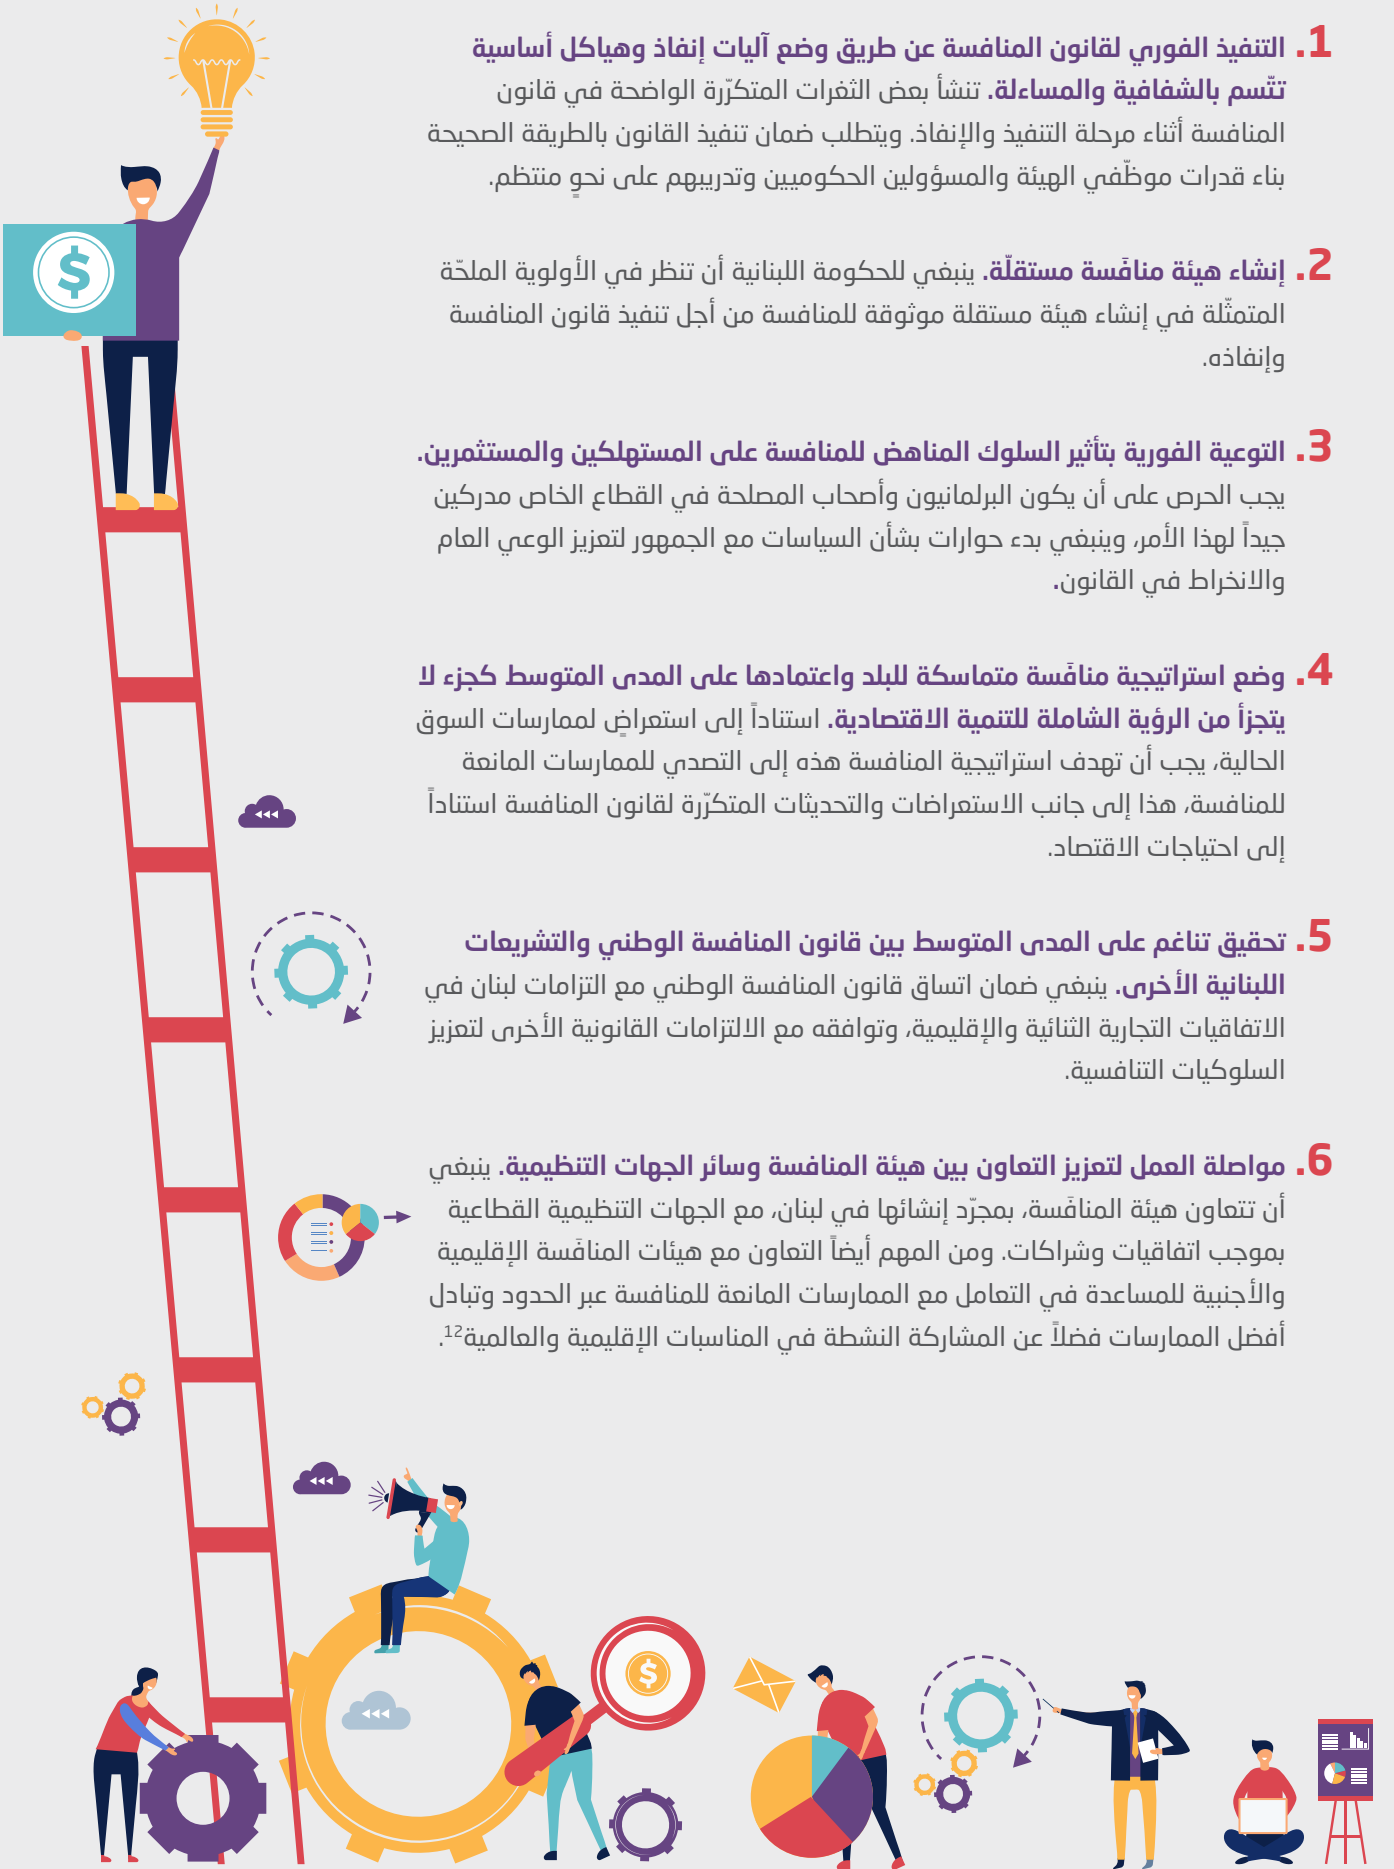 1. التنفيذ الفوري لقانون المنافسة عن طريق وضع آليات إنفاذ وهياكل أساسية
تتّسم بالشفافية والمساءلة. تنشأ بعض الثغرات المتكرّرة الواضحة في قانون
المنافسة أثناء مرحلة التنفيذ والإنفاذ. ويتطلب ضمان تنفيذ القانون بالطريقة الصحيحة
بناء قدرات موظّفي الهيئة والمسؤولين الحكوميين وتدريبهم على نحوٍ منتظم.
2. إنشاء هيئة منافَسة مستقلّة. ينبغي للحكومة اللبنانية أن تنظر في الأولوية الملحّة
المتمثّلة في إنشاء هيئة مستقلة موثوقة للمنافسة من أجل تنفيذ قانون المنافسة
وإنفاذه.
3. التوعية الفورية بتأثير السلوك المناهض للمنافسة على المستهلكين والمستثمرين.
يجب الحرص على أن يكون البرلمانيون وأصحاب المصلحة في القطاع الخاص مدركين
جيداً لهذا الأمر، وينبغي بدء حوارات بشأن السياسات مع الجمهور لتعزيز الوعي العام
والانخراط في القانون.
4. وضع استراتيجية منافَسة متماسكة للبلد واعتمادها على المدى المتوسط كجزء لا
يتجزأ من الرؤية الشاملة للتنمية الاقتصادية. استناداً إلى استعراضٍ لممارسات السوق
الحالية، يجب أن تهدف استراتيجية المنافسة هذه إلى التصدي للممارسات المانعة
للمنافسة، هذا إلى جانب الاستعراضات والتحديثات المتكرّرة لقانون المنافسة استناداً
إلى احتياجات الاقتصاد.
5. تحقيق تناغم على المدى المتوسط بين قانون المنافسة الوطني والتشريعات
اللبنانية الأخرى. ينبغي ضمان اتساق قانون المنافسة الوطني مع التزامات لبنان في
الاتفاقيات التجارية الثنائية والإقليمية، وتوافقه مع الالتزامات القانونية الأخرى لتعزيز
السلوكيات التنافسية.
6. مواصلة العمل لتعزيز التعاون بين هيئة المنافسة وسائر الجهات التنظيمية. ينبغي
أن تتعاون هيئة المنافَسة، بمجرّد إنشائها في لبنان، مع الجهات التنظيمية القطاعية
بموجب اتفاقيات وشراكات. ومن المهم أيضاً التعاون مع هيئات المنافَسة الإقليمية
والأجنبية للمساعدة في التعامل مع الممارسات المانعة للمنافسة عبر الحدود وتبادل
أفضل الممارسات فضلاً عن المشاركة النشطة في المناسبات الإقليمية والعالمية12.
$
$